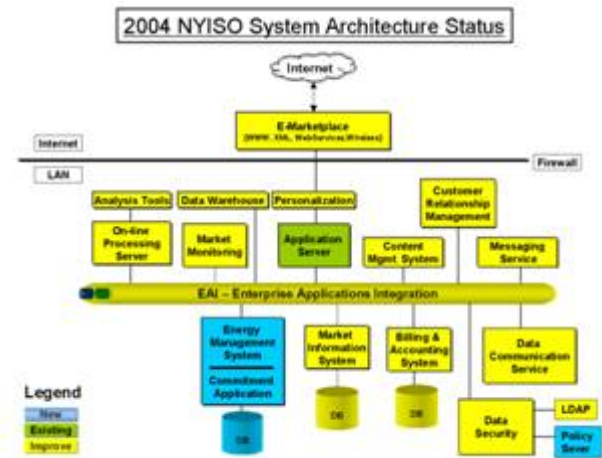 2004 NYISO System Architecture Status
Internet
E-Marketplace
(WWW, XML, WebServices,Wireless)
Internet
Firewall
LAN
Analysis Tools
Data Warehouse
Personalization
Customer
Relationship
Management
On-line
Processing
Server
Market
Monitoring
Application
Server
Content
Mgmt System
Messaging
Service
EAI – Enterprise Applications Integration
Energy
Management
System
Commitment
Application
Market
Information
System
Billing &
Accounting
System
Data
Communication
Service
DB
DB
DB
Data
Security
LDAP
Policy
Sever
Legend
New
Existing
Improve